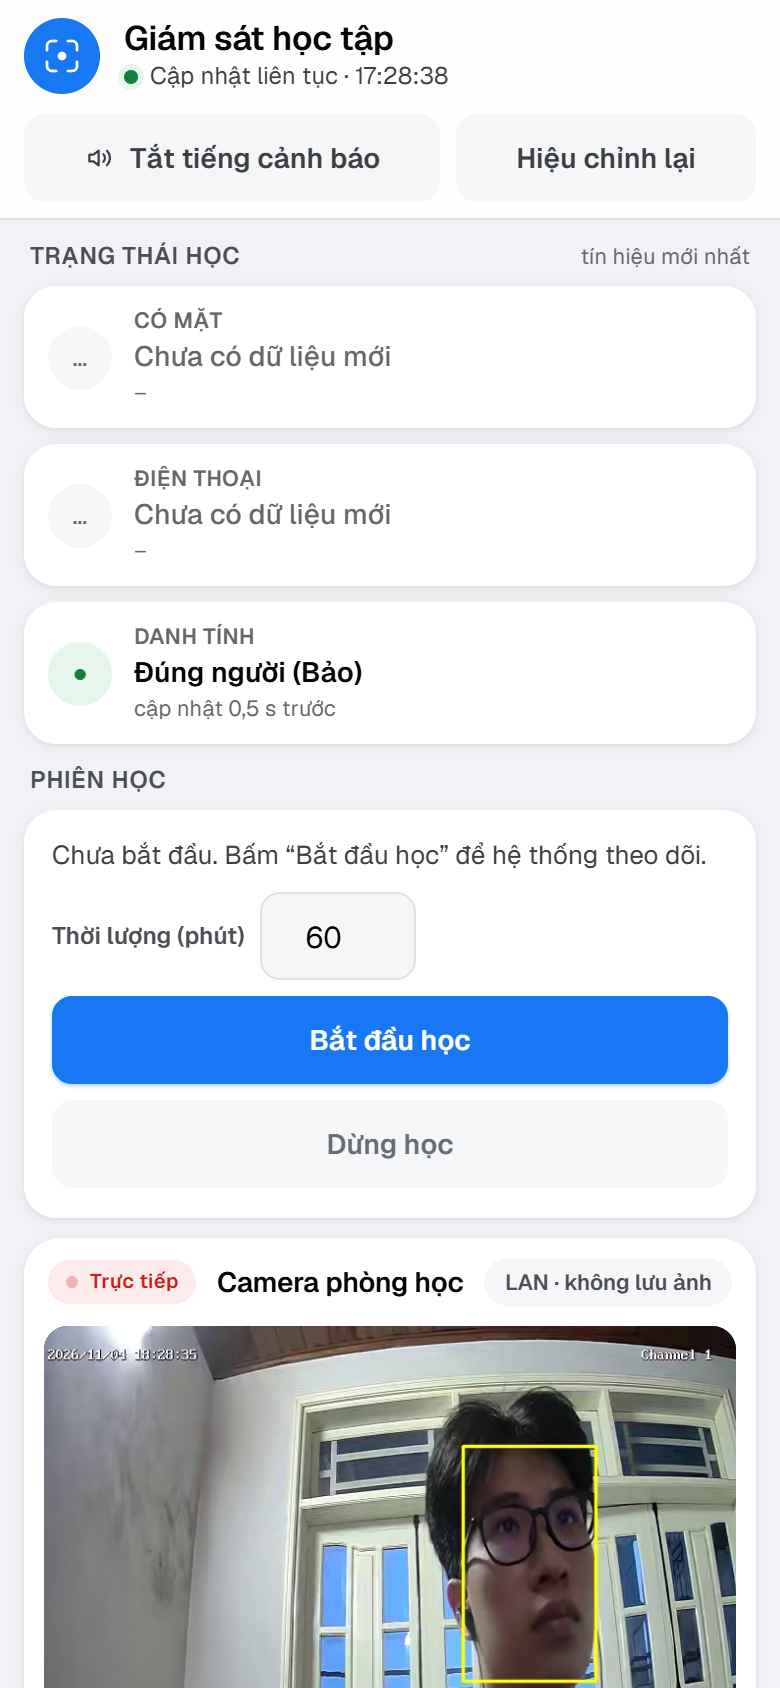 Giám sát học tập
Cập nhật liên tục · 17:28:38
Tắt tiếng cảnh báo
Hiệu chỉnh lại
TRẠNG THÁI HỌC
tín hiệu mới nhất
...
CÓ MẶT
Chưa có dữ liệu mới
–
...
ĐIỆN THOẠI
Chưa có dữ liệu mới
–
DANH TÍNH
Đúng người (Bảo)
cập nhật 0,5 s trước
PHIÊN HỌC
Chưa bắt đầu. Bấm “Bắt đầu học” để hệ thống theo dõi.
Thời lượng (phút)
60
Bắt đầu học
Dừng học
Trực tiếp
Camera phòng học
LAN · không lưu ảnh
2026/11/04 18:28:35
Channel 1